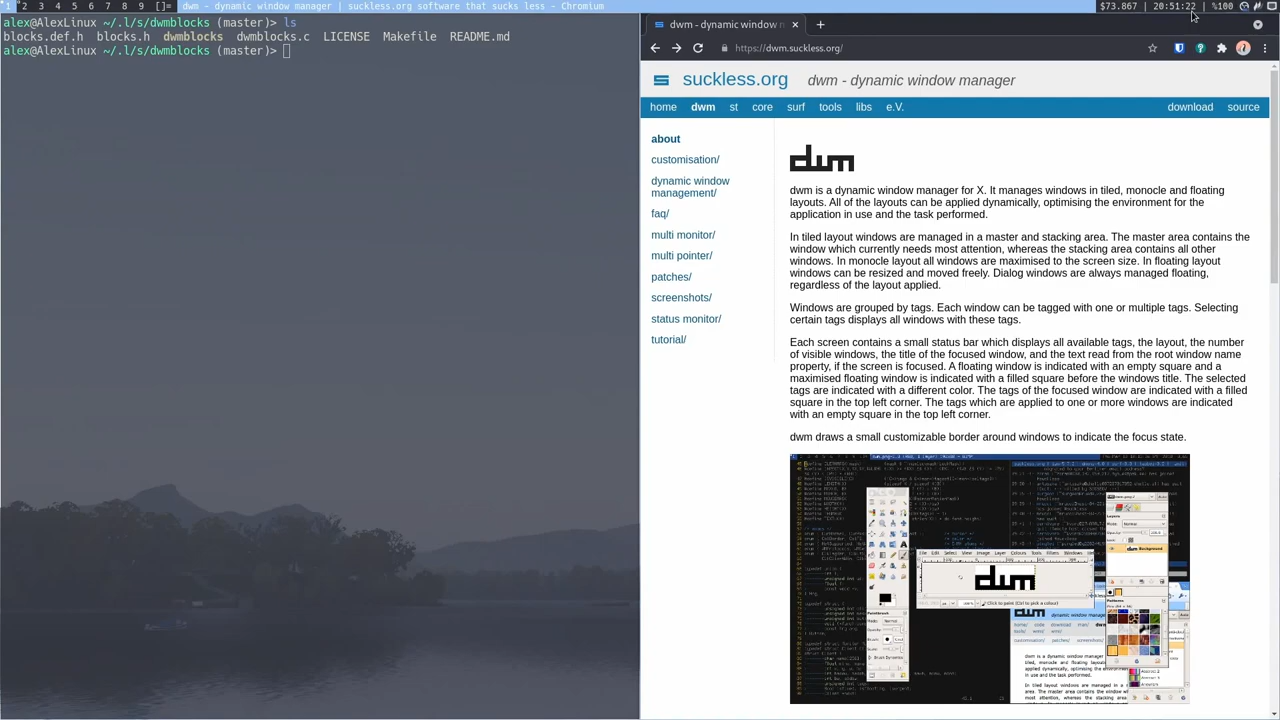 1 2 3 4 5 6 7 8 9 []= dwm - dynamic window manager | suckless.org software that sucks less - Chromium $73.867 | 20:51:22 | %100
alex@AlexLinux ~/.l/s/dwmblocks (master)> ls
blocks.def.h blocks.h dwmblocks dwmblocks.c LICENSE Makefile README.md
alex@AlexLinux ~/.l/s/dwmblocks (master)>
dwm - dynamic window m
https://dwm.suckless.org/
suckless.org dwm - dynamic window manager
home dwm st core surf tools libs e.V. download source
about
customisation/
dynamic window
management/
faq/
multi monitor/
multi pointer/
patches/
screenshots/
status monitor/
tutorial/
dwm
dwm is a dynamic window manager for X. It manages windows in tiled, monocle and floating
layouts. All of the layouts can be applied dynamically, optimising the environment for the
application in use and the task performed.
In tiled layout windows are managed in a master and stacking area. The master area contains the
window which currently needs most attention, whereas the stacking area contains all other
windows. In monocle layout all windows are maximised to the screen size. In floating layout
windows can be resized and moved freely. Dialog windows are always managed floating,
regardless of the layout applied.
Windows are grouped by tags. Each window can be tagged with one or multiple tags. Selecting
certain tags displays all windows with these tags.
Each screen contains a small status bar which displays all available tags, the layout, the number
of visible windows, the title of the focused window, and the text read from the root window name
property, if the screen is focused. A floating window is indicated with an empty square and a
maximised floating window is indicated with a filled square before the windows title. The selected
tags are indicated with a different color. The tags of the focused window are indicated with a filled
square in the top left corner. The tags which are applied to one or more windows are indicated
with an empty square in the top left corner.
dwm draws a small customizable border around windows to indicate the focus state.
dwm